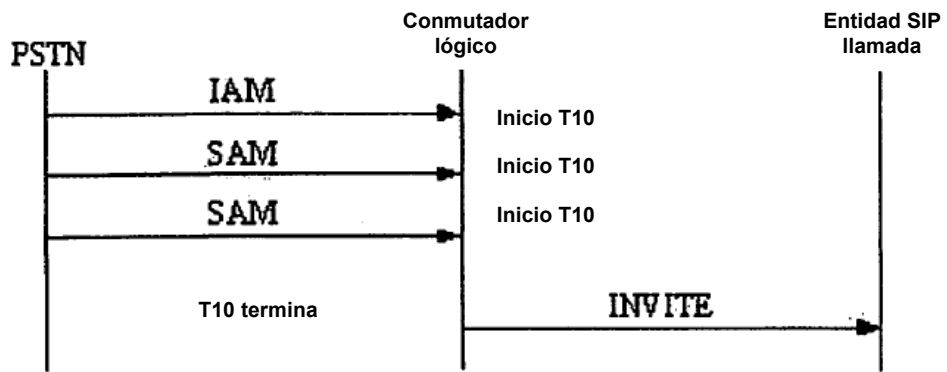 Conmutador
lógico
Entidad SIP
llamada
PSTN
IAM
Inicio T10
SAM
Inicio T10
SAM
Inicio T10
T10 termina
INVITE